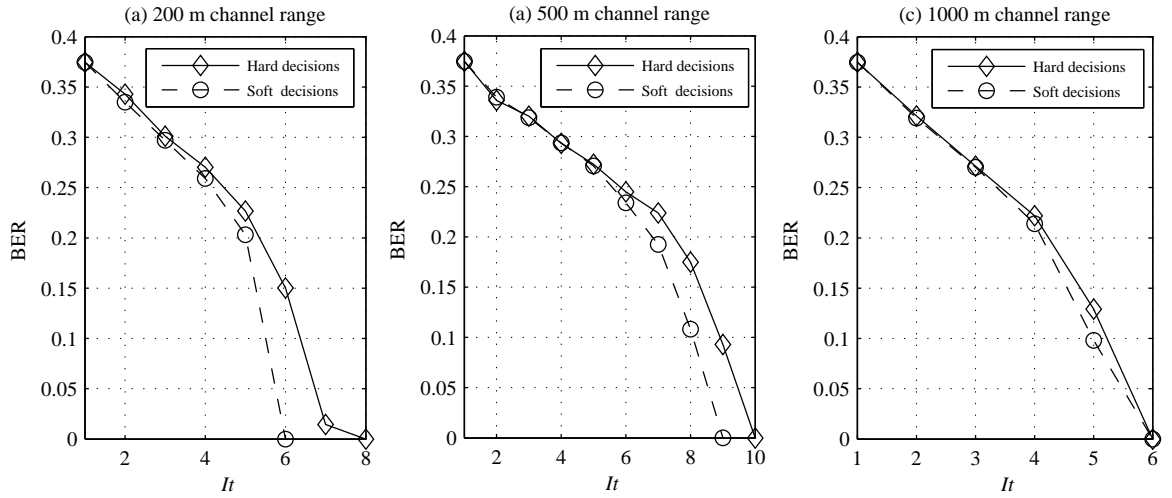 (a) 200 m channel range
0.4
0.35
0.3
0.25
0.2
0.15
0.1
0.05
0
BER
Hard decisions
Soft decisions
2
4
6
8
It
(a) 500 m channel range
0.4
0.35
0.3
0.25
0.2
0.15
0.1
0.05
0
BER
Hard decisions
Soft decisions
2
4
6
8
10
It
(c) 1000 m channel range
0.4
0.35
0.3
0.25
0.2
0.15
0.1
0.05
0
BER
Hard decisions
Soft decisions
1
2
3
4
5
6
It